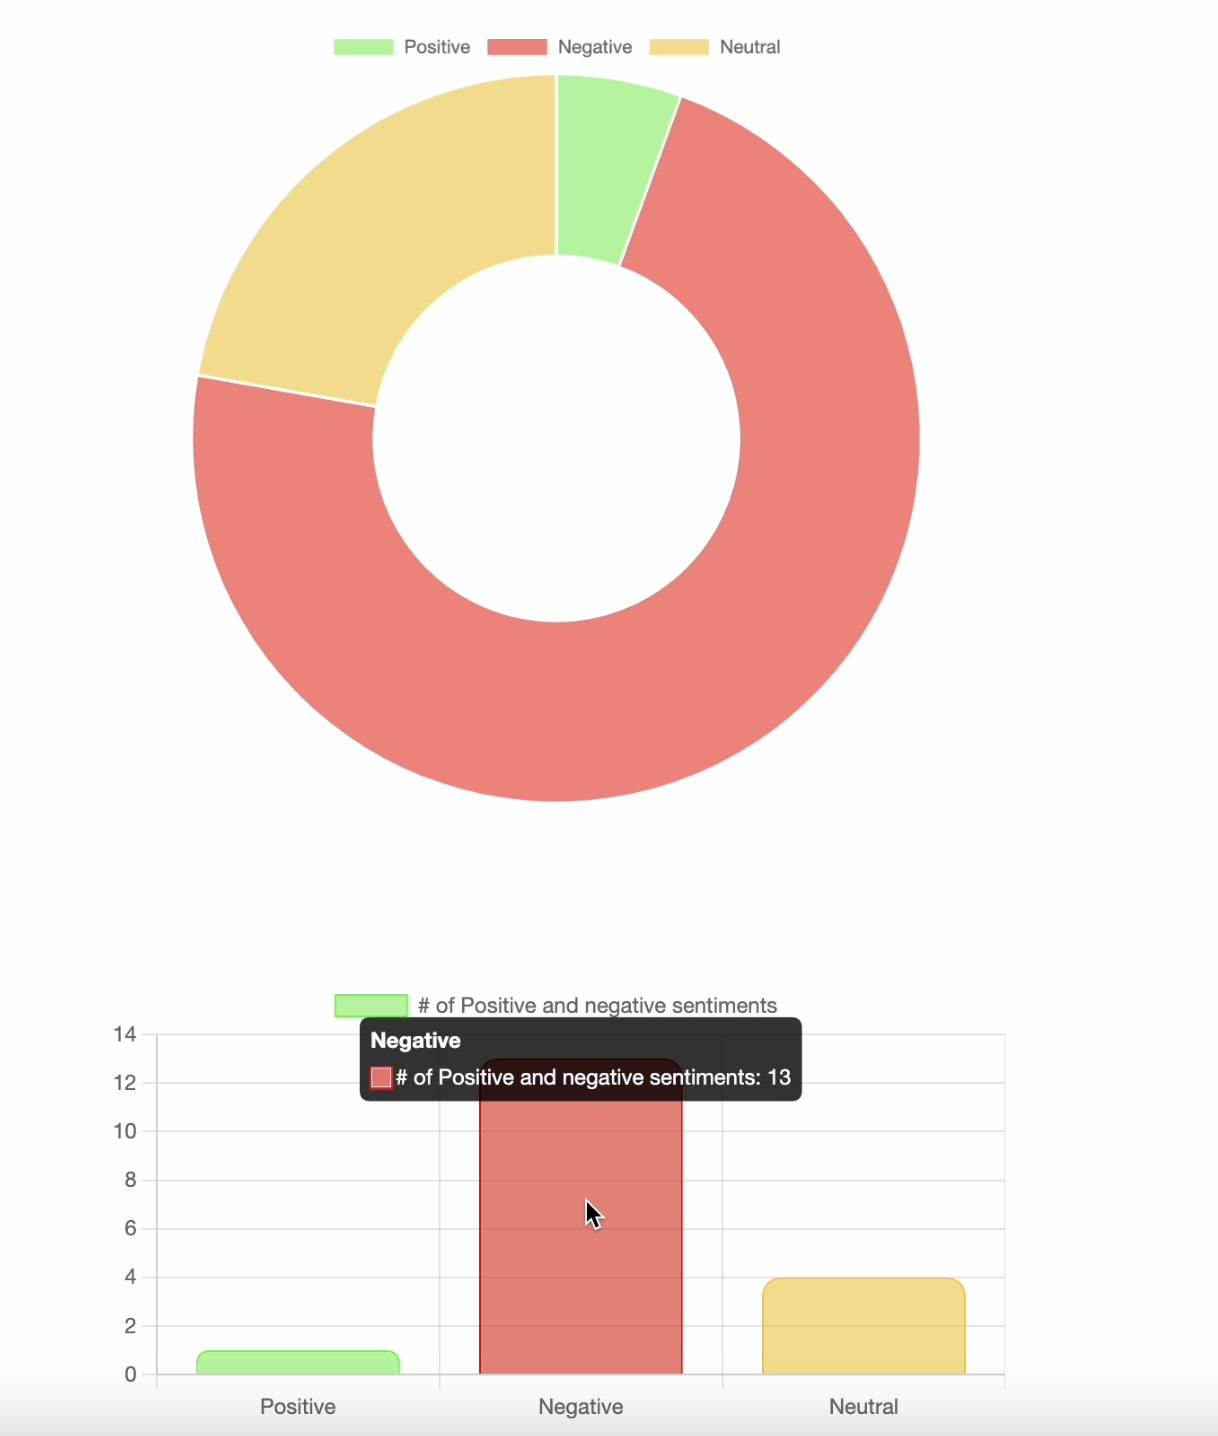 Positive Negative Neutral
# of Positive and negative sentiments
14
Negative
# of Positive and negative sentiments: 13
12
10
8
6
4
2
0
Positive Negative Neutral